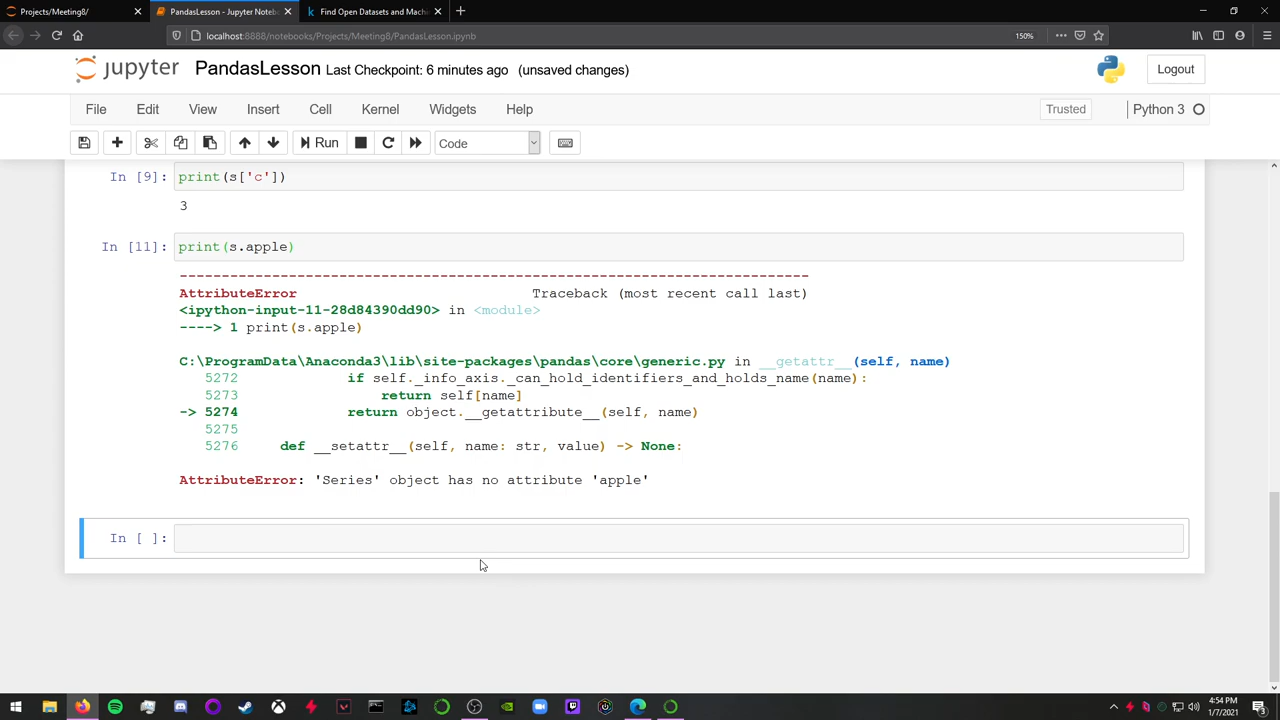 Projects/Meeting8/
PandasLesson - Jupyter Notebo
Find Open Datasets and Machin
localhost:8888/notebooks/Projects/Meeting8/PandasLesson.ipynb
150%
jupyter PandasLesson Last Checkpoint: 6 minutes ago (unsaved changes)
Logout
File Edit View Insert Cell Kernel Widgets Help
Trusted
Python 3
Run
Code
In [9]: print(s['c'])
3
In [11]: print(s.apple)
---------------------------------------------------------------------------
AttributeError Traceback (most recent call last)
<ipython-input-11-28d84390dd90> in <module>
----> 1 print(s.apple)
C:\ProgramData\Anaconda3\lib\site-packages\pandas\core\generic.py in __getattr__(self, name)
5272 if self._info_axis._can_hold_identifiers_and_holds_name(name):
5273 return self[name]
-> 5274 return object.__getattribute__(self, name)
5275
5276 def __setattr__(self, name: str, value) -> None:
AttributeError: 'Series' object has no attribute 'apple'
In [ ]:
4:54 PM
1/7/2021